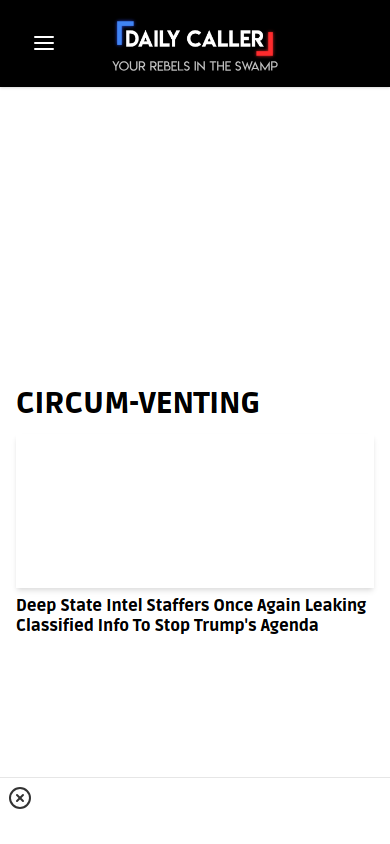 DAILY CALLER
YOUR REBELS IN THE SWAMP
CIRCUM-VENTING
Deep State Intel Staffers Once Again Leaking
Classified Info To Stop Trump's Agenda